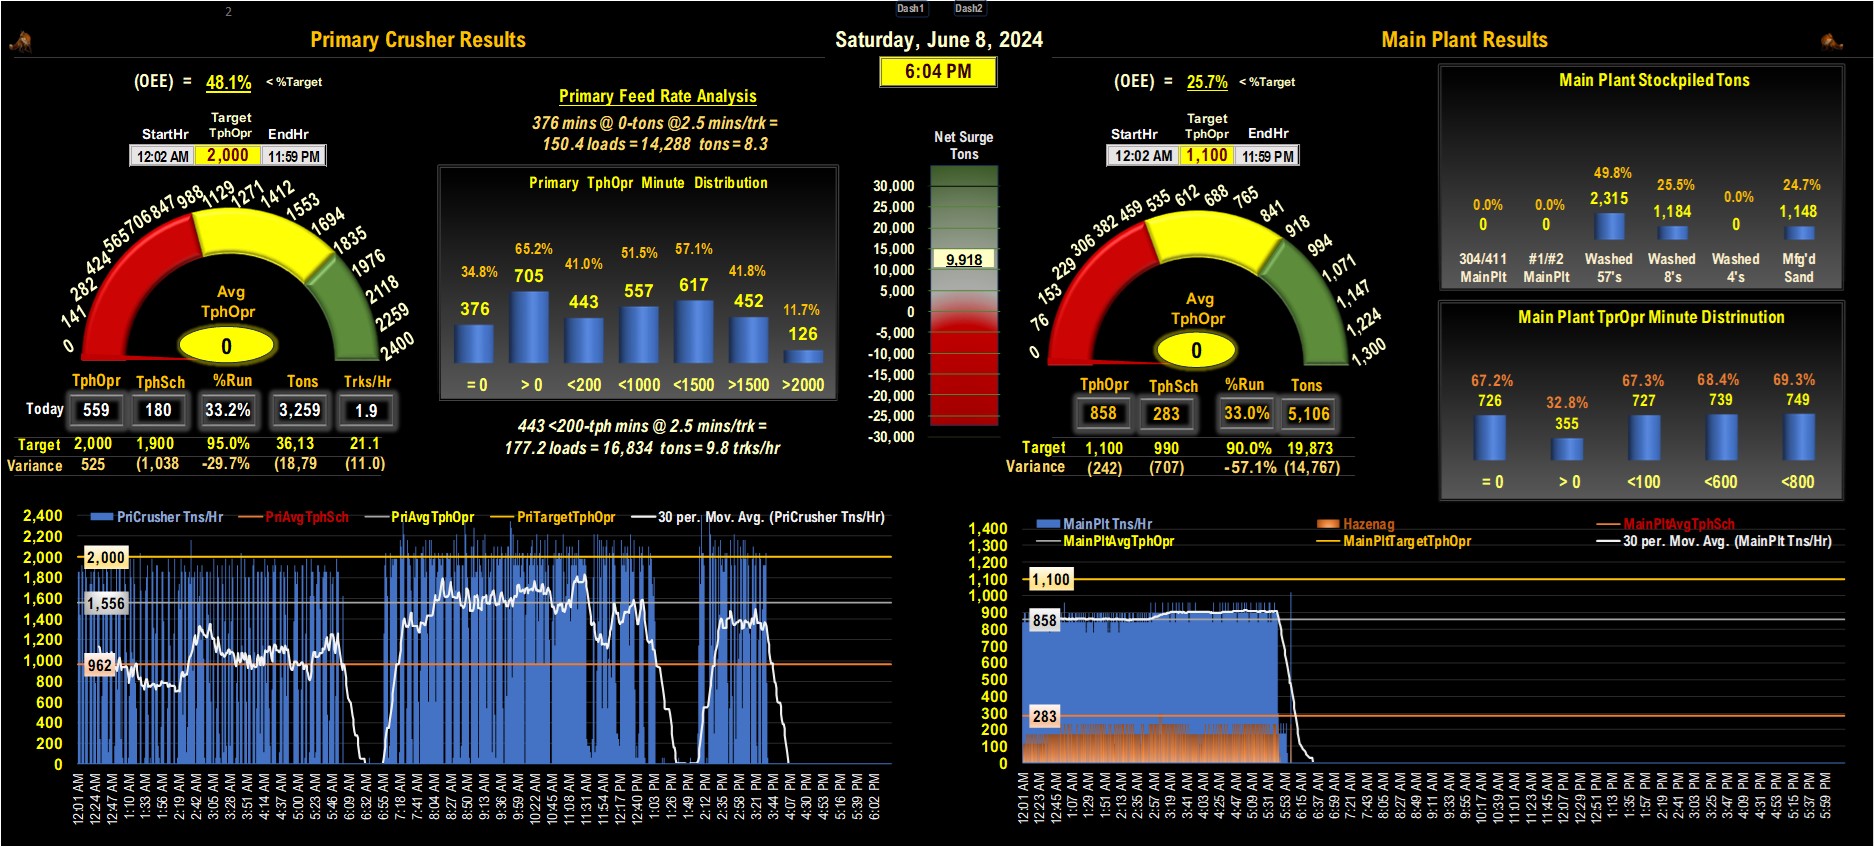 2
Dash1 Dash2
Primary Crusher Results
Saturday, June 8, 2024
Main Plant Results
6:04 PM
(OEE) = 48.1% < %Target
Target
StartHr TphOpr EndHr
12:02 AM 2,000 11:59 PM
0 141 282 424 565 706 847 988 1129 1271 1412 1553 1694 1835 1976 2118 2259 2400
Avg
TphOpr
0
TphOpr TphSch %Run Tons Trks/Hr
Today 559 180 33.2% 3,259 1.9
Target 2,000 1,900 95.0% 36,13 21.1
Variance 525 (1,038 -29.7% (18,79 (11.0)
Primary Feed Rate Analysis
376 mins @ 0-tons @2.5 mins/trk =
150.4 loads = 14,288 tons = 8.3
Primary TphOpr Minute Distribution
34.8% 65.2% 41.0% 51.5% 57.1% 41.8% 11.7%
376 705 443 557 617 452 126
= 0 > 0 <200 <1000 <1500 >1500 >2000
443 <200-tph mins @ 2.5 mins/trk =
177.2 loads = 16,834 tons = 9.8 trks/hr
Net Surge
Tons
30,000
25,000
20,000
15,000
9,918
10,000
5,000
0
-5,000
-10,000
-15,000
-20,000
-25,000
-30,000
(OEE) = 25.7% < %Target
Target
StartHr TphOpr EndHr
12:02 AM 1,100 11:59 PM
0 76 153 229 306 382 459 535 612 688 765 841 918 994 1,071 1,147 1,224 1,300
Avg
TphOpr
0
TphOpr TphSch %Run Tons
858 283 33.0% 5,106
Target 1,100 990 90.0% 19,873
Variance (242) (707) -57.1% (14,767)
Main Plant Stockpiled Tons
0.0% 0.0% 49.8% 25.5% 0.0% 24.7%
0 0 2,315 1,184 0 1,148
304/411 #1/#2 Washed Washed Washed Mfg'd
MainPlt MainPlt 57's 8's 4's Sand
Main Plant TprOpr Minute Distrinution
67.2% 32.8% 67.3% 68.4% 69.3%
726 355 727 739 749
= 0 > 0 <100 <600 <800
PriCrusher Tns/Hr PriAvgTphSch PriAvgTphOpr PriTargetTphOpr 30 per. Mov. Avg. (PriCrusher Tns/Hr)
2,400
2,200
2,000
1,800
1,600
1,400
1,200
1,000
800
600
400
200
0
2,000
1,556
962
12:01 AM 12:24 AM 12:47 AM 1:10 AM 1:33 AM 1:56 AM 2:19 AM 2:42 AM 3:05 AM 3:28 AM 3:51 AM 4:14 AM 4:37 AM 5:00 AM 5:23 AM 5:46 AM 6:09 AM 6:32 AM 6:55 AM 7:18 AM 7:41 AM 8:04 AM 8:27 AM 8:50 AM 9:13 AM 9:36 AM 9:59 AM 10:22 AM 10:45 AM 11:08 AM 11:31 AM 11:54 AM 12:17 PM 12:40 PM 1:03 PM 1:26 PM 1:49 PM 2:12 PM 2:35 PM 2:58 PM 3:21 PM 3:44 PM 4:07 PM 4:30 PM 4:53 PM 5:16 PM 5:39 PM 6:02 PM
MainPlt Tns/Hr Hazenag MainPltAvgTphSch
MainPltAvgTphOpr MainPltTargetTphOpr 30 per. Mov. Avg. (MainPlt Tns/Hr)
1,400
1,300
1,200
1,100
1,000
900
800
700
600
500
400
300
200
100
0
1,100
858
283
12:01 AM 12:23 AM 12:45 AM 1:07 AM 1:29 AM 1:51 AM 2:13 AM 2:35 AM 2:57 AM 3:19 AM 3:41 AM 4:03 AM 4:25 AM 4:47 AM 5:09 AM 5:31 AM 5:53 AM 6:15 AM 6:37 AM 6:59 AM 7:21 AM 7:43 AM 8:05 AM 8:27 AM 8:49 AM 9:11 AM 9:33 AM 9:55 AM 10:17 AM 10:39 AM 11:01 AM 11:23 AM 11:45 AM 12:07 PM 12:29 PM 12:51 PM 1:13 PM 1:35 PM 1:57 PM 2:19 PM 2:41 PM 3:03 PM 3:25 PM 3:47 PM 4:09 PM 4:31 PM 4:53 PM 5:15 PM 5:37 PM 5:59 PM